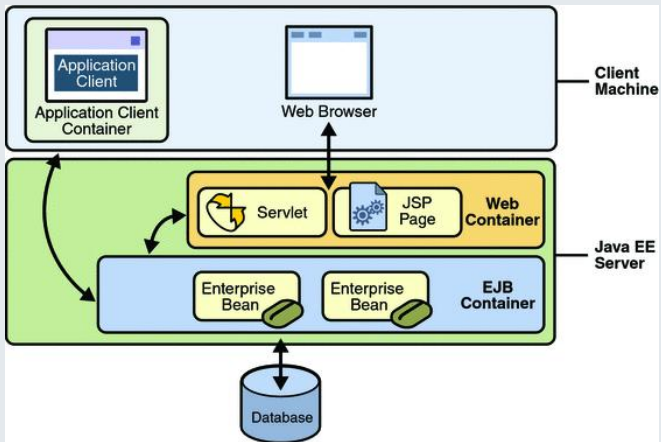 Application
Client
Application Client
Container
Web Browser
Client
Machine
Servlet
JSP
Page
Web
Container
Java EE
Server
Enterprise
Bean
Enterprise
Bean
EJB
Container
Database